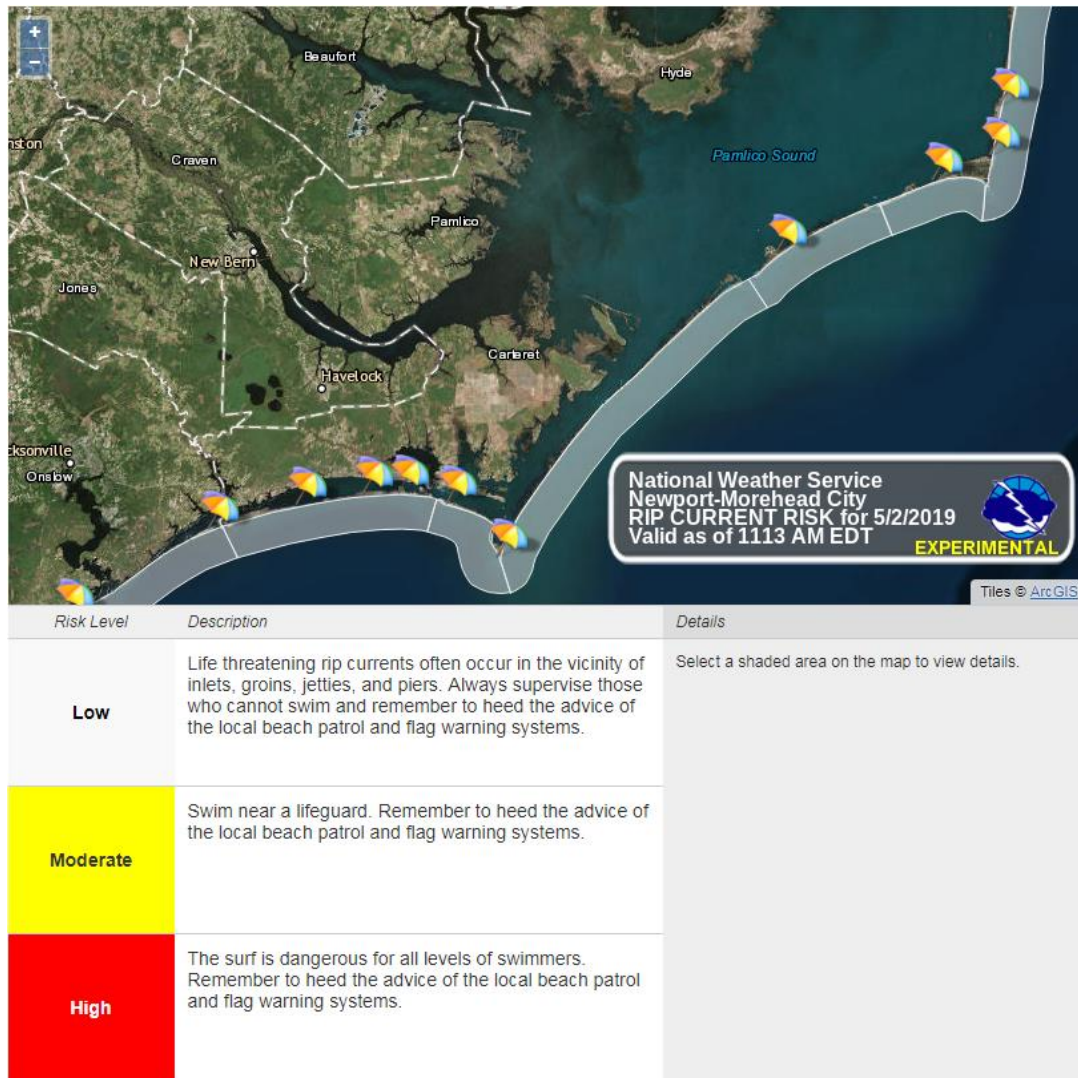 +
−
Beaufort
Hyde
nston
Craven
Pamlico Sound
Pamlico
New Bern
Jones
Carteret
Havelock
cksonville
Onslow
National Weather Service
Newport-Morehead City
RIP CURRENT RISK for 5/2/2019
Valid as of 1113 AM EDT
EXPERIMENTAL
Tiles © ArcGIS
Risk Level Description Details
Low
Life threatening rip currents often occur in the vicinity of
inlets, groins, jetties, and piers. Always supervise those
who cannot swim and remember to heed the advice of
the local beach patrol and flag warning systems.
Select a shaded area on the map to view details.
Moderate
Swim near a lifeguard. Remember to heed the advice of
the local beach patrol and flag warning systems.
High
The surf is dangerous for all levels of swimmers.
Remember to heed the advice of the local beach patrol
and flag warning systems.